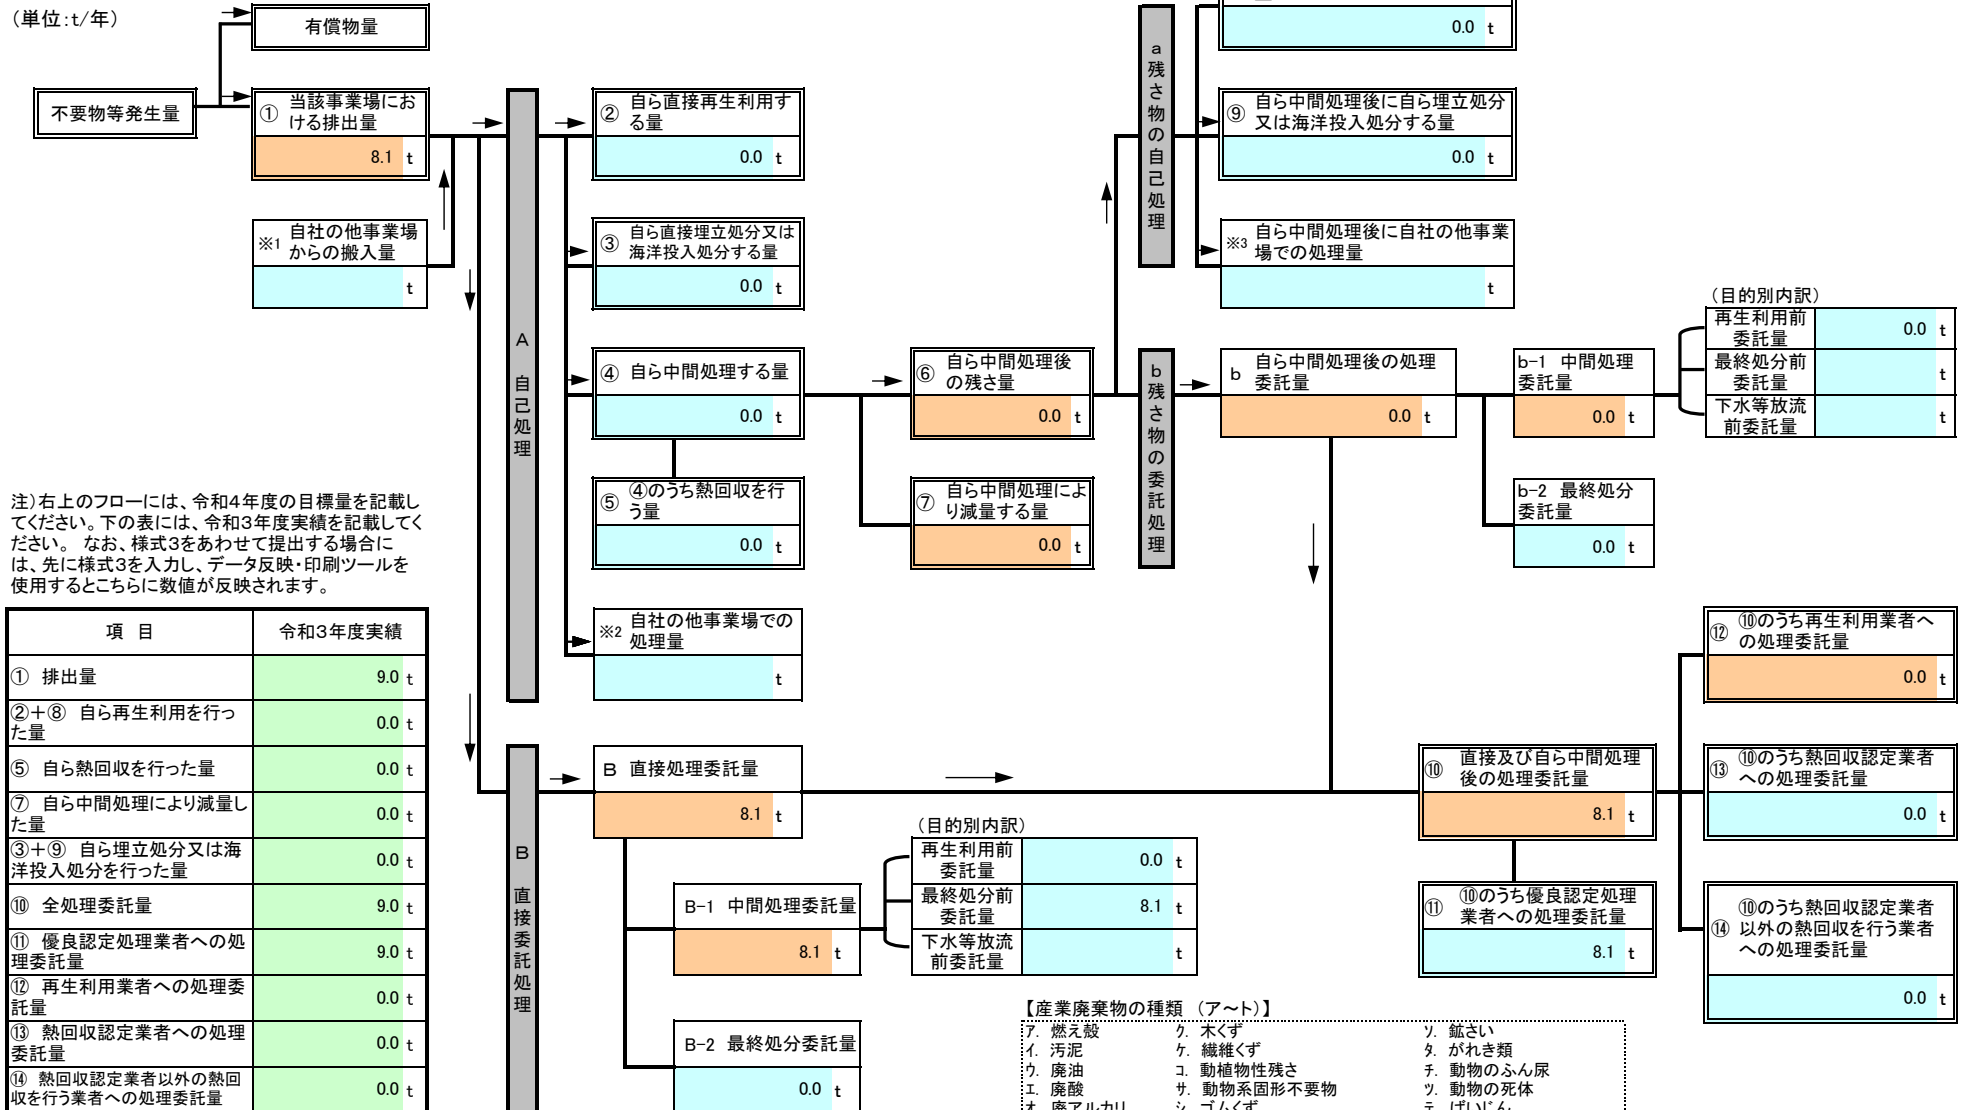 (単位:t/年)
有償物量
0.0 t
不要物等発生量
① 当該事業場にお
ける排出量
8.1 t
※1 自社の他事業場
からの搬入量
t
A 自己処理
② 自ら直接再生利用す
る量
0.0 t
③ 自ら直接埋立処分又は
海洋投入処分する量
0.0 t
④ 自ら中間処理する量
0.0 t
⑤ ④のうち熱回収を行
う量
0.0 t
※2 自社の他事業場での
処理量
t
⑥ 自ら中間処理後
の残さ量
0.0 t
⑦ 自ら中間処理によ
り減量する量
0.0 t
a残さ物の自己処理
⑨ 自ら中間処理後に自ら埋立処分
又は海洋投入処分する量
0.0 t
※3 自ら中間処理後に自社の他事業
場での処理量
t
b残さ物の委託処理
b 自ら中間処理後の処理
委託量
0.0 t
b-1 中間処理
委託量
0.0 t
(目的別内訳)
再生利用前
委託量
0.0 t
最終処分前
委託量
t
下水等放流
前委託量
t
b-2 最終処分
委託量
0.0 t
注)右上のフローには、令和4年度の目標量を記載し
てください。下の表には、令和3年度実績を記載してく
ださい。 なお、様式3をあわせて提出する場合に
は、先に様式3を入力し、データ反映・印刷ツールを
使用するとこちらに数値が反映されます。
項 目 令和3年度実績
① 排出量 9.0 t
②+⑧ 自ら再生利用を行っ
た量 0.0 t
⑤ 自ら熱回収を行った量 0.0 t
⑦ 自ら中間処理により減量し
た量 0.0 t
③+⑨ 自ら埋立処分又は海
洋投入処分を行った量 0.0 t
⑩ 全処理委託量 9.0 t
⑪ 優良認定処理業者への処
理委託量 9.0 t
⑫ 再生利用業者への処理委
託量 0.0 t
⑬ 熱回収認定業者への処理
委託量 0.0 t
⑭ 熱回収認定業者以外の熱回
収を行う業者への処理委託量 0.0 t
B 直接委託処理
B 直接処理委託量
8.1 t
B-1 中間処理委託量
8.1 t
(目的別内訳)
再生利用前
委託量
0.0 t
最終処分前
委託量
8.1 t
下水等放流
前委託量
t
B-2 最終処分委託量
0.0 t
⑩ 直接及び自ら中間処理
後の処理委託量
8.1 t
⑪ ⑩のうち優良認定処理
業者への処理委託量
8.1 t
⑫ ⑩のうち再生利用業者へ
の処理委託量
0.0 t
⑬ ⑩のうち熱回収認定業者
への処理委託量
0.0 t
⑭ ⑩のうち熱回収認定業者
以外の熱回収を行う業者
への処理委託量
0.0 t
【産業廃棄物の種類 (ア~ト)】
ア. 燃え殻 ク. 木くず ソ. 鉱さい
イ. 汚泥 ケ. 繊維くず タ. がれき類
ウ. 廃油 コ. 動植物性残さ チ. 動物のふん尿
エ. 廃酸 サ. 動物系固形不要物 ツ. 動物の死体
オ. 廃アルカリ シ. ゴムくず テ. ばいじん